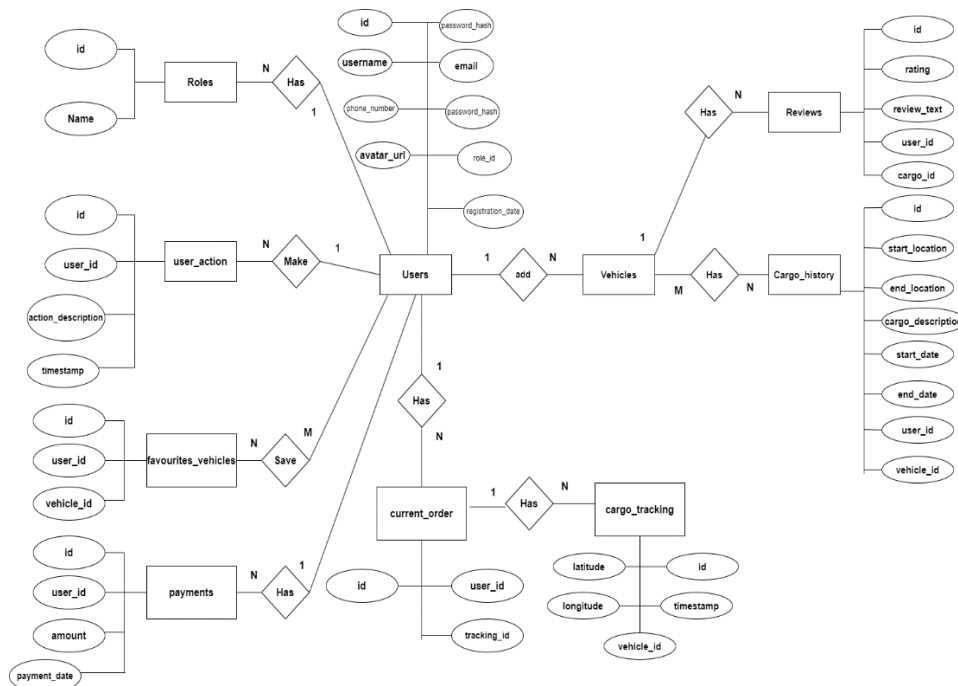 id
Name
Roles
N
Has
1
id
password_hash
username
email
phone_number
password_hash
avatar_url
role_id
registration_date
Has
N
Reviews
1
id
rating
review_text
user_id
cargo_id
id
user_id
action_description
timestamp
user_action
N
Make
1
Users
1
add
N
Vehicles
M
Has
N
Cargo_history
id
start_location
end_location
cargo_description
start_date
end_date
user_id
vehicle_id
id
user_id
vehicle_id
favourites_vehicles
N
Save
M
1
Has
N
id
user_id
amount
payment_date
payments
N
Has
1
current_order
1
Has
N
cargo_tracking
id
user_id
tracking_id
latitude
id
longitude
timestamp
vehicle_id